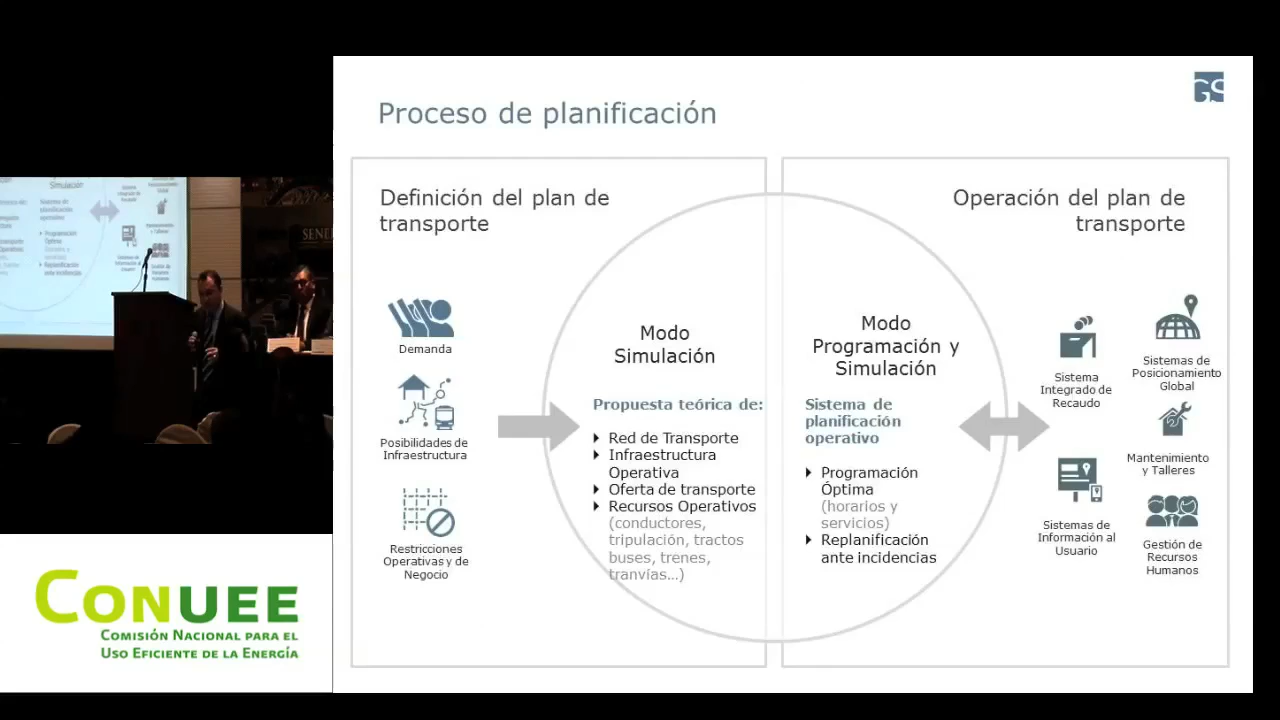 Proceso de planificación
GS
Definición del plan de
transporte
Demanda
Posibilidades de
Infraestructura
Restricciones
Operativas y de
Negocio
Modo
Simulación
Propuesta teórica de:
Red de Transporte
Infraestructura
Operativa
Oferta de transporte
Recursos Operativos
(conductores,
tripulación, tractos
buses, trenes,
tranvías…)
Operación del plan de
transporte
Modo
Programación y
Simulación
Sistema de
planificación
operativo
Programación
Óptima
(horarios y
servicios)
Replanificación
ante incidencias
Sistema
Integrado de
Recaudo
Sistemas de
Posicionamiento
Global
Mantenimiento
y Talleres
Sistemas de
Información al
Usuario
Gestión de
Recursos
Humanos
CONUEE
COMISIÓN NACIONAL PARA EL
USO EFICIENTE DE LA ENERGÍA